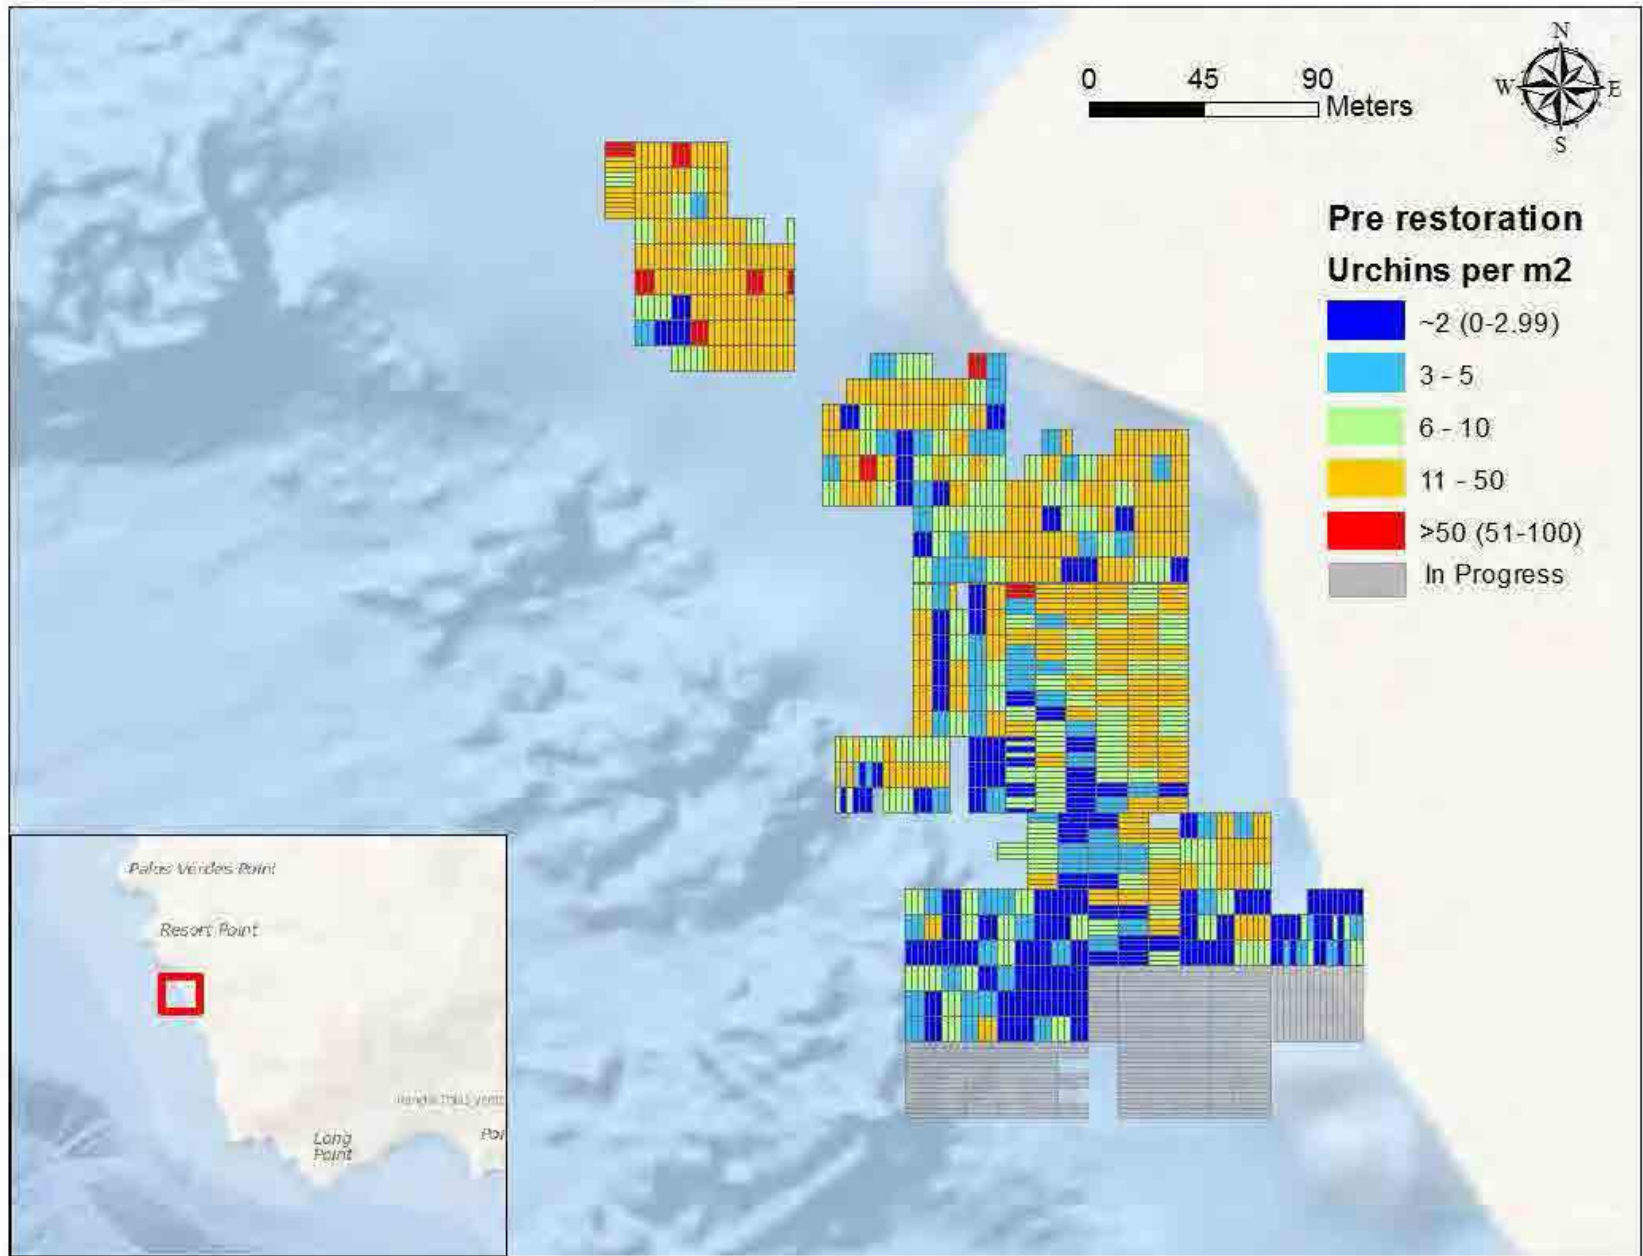 N
W E
S
0 45 90
Meters
Pre restoration
Urchins per m2
~2 (0-2.99)
3 - 5
6 - 10
11 - 50
>50 (51-100)
In Progress
Palos Verdes Point
Resort Point
Long
Point
Poi